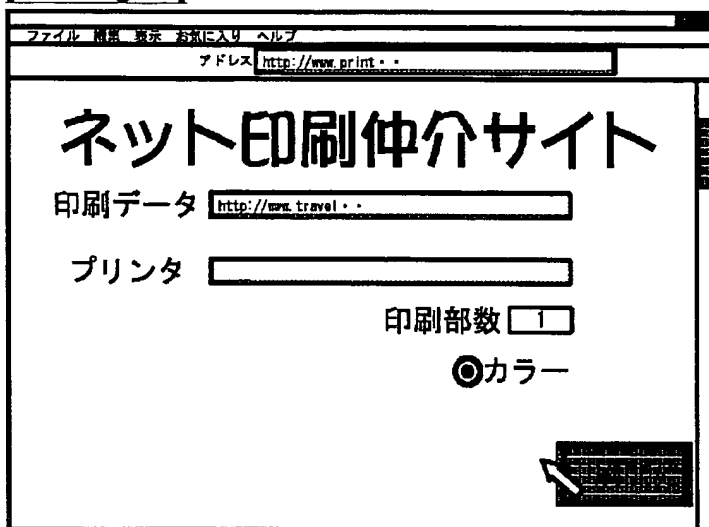 ファイル 編集 表示 お気に入り ヘルプ
アドレス http://www.print・・
ネット印刷仲介サイト
印刷データ http://www.travel・・
プリンタ
印刷部数 1
カラー